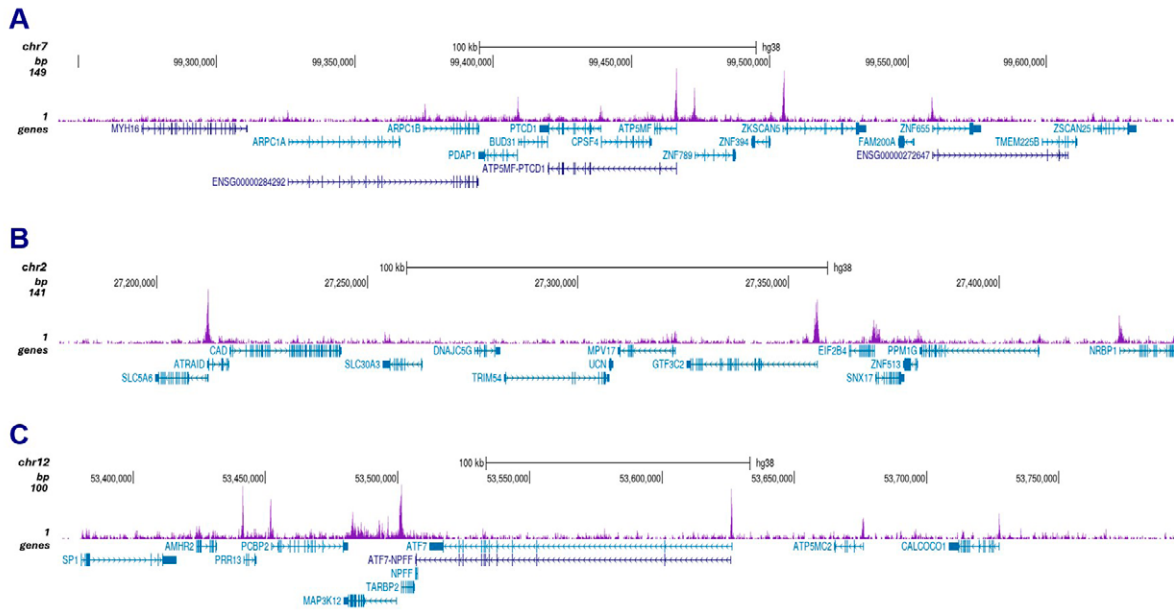 A
chr7 100 kb hg38
bp 99,300,000 99,350,000 99,400,000 99,450,000 99,500,000 99,550,000 99,600,000
149
1
genes MYH16 ARPC1B PTCD1 ATP5MF ZKSCAN5 ZNF655 ZSCAN25
ARPC1A BUD31 CPSF4 ZNF394 FAM200A TMEM225B
PDAP1 ZNF789 ENSG00000272647
ATP5MF-PTCD1
ENSG00000284292
B
chr2 100 kb hg38
bp 27,200,000 27,250,000 27,300,000 27,350,000 27,400,000
141
1
genes CAD DNAJC5G MPV17 EIF2B4 PPM1G NRBP1
ATRAID SLC30A3 UCN GTF3C2 ZNF513
SLC5A6 TRIM54 SNX17
C
chr12 100 kb hg38
bp 53,400,000 53,450,000 53,500,000 53,550,000 53,600,000 53,650,000 53,700,000 53,750,000
100
1
genes AMHR2 PCBP2 ATF7 ATP5MC2 CALCOCO1
SP1 PRR13 ATF7-NPFF
NPFF
TARBP2
MAP3K12